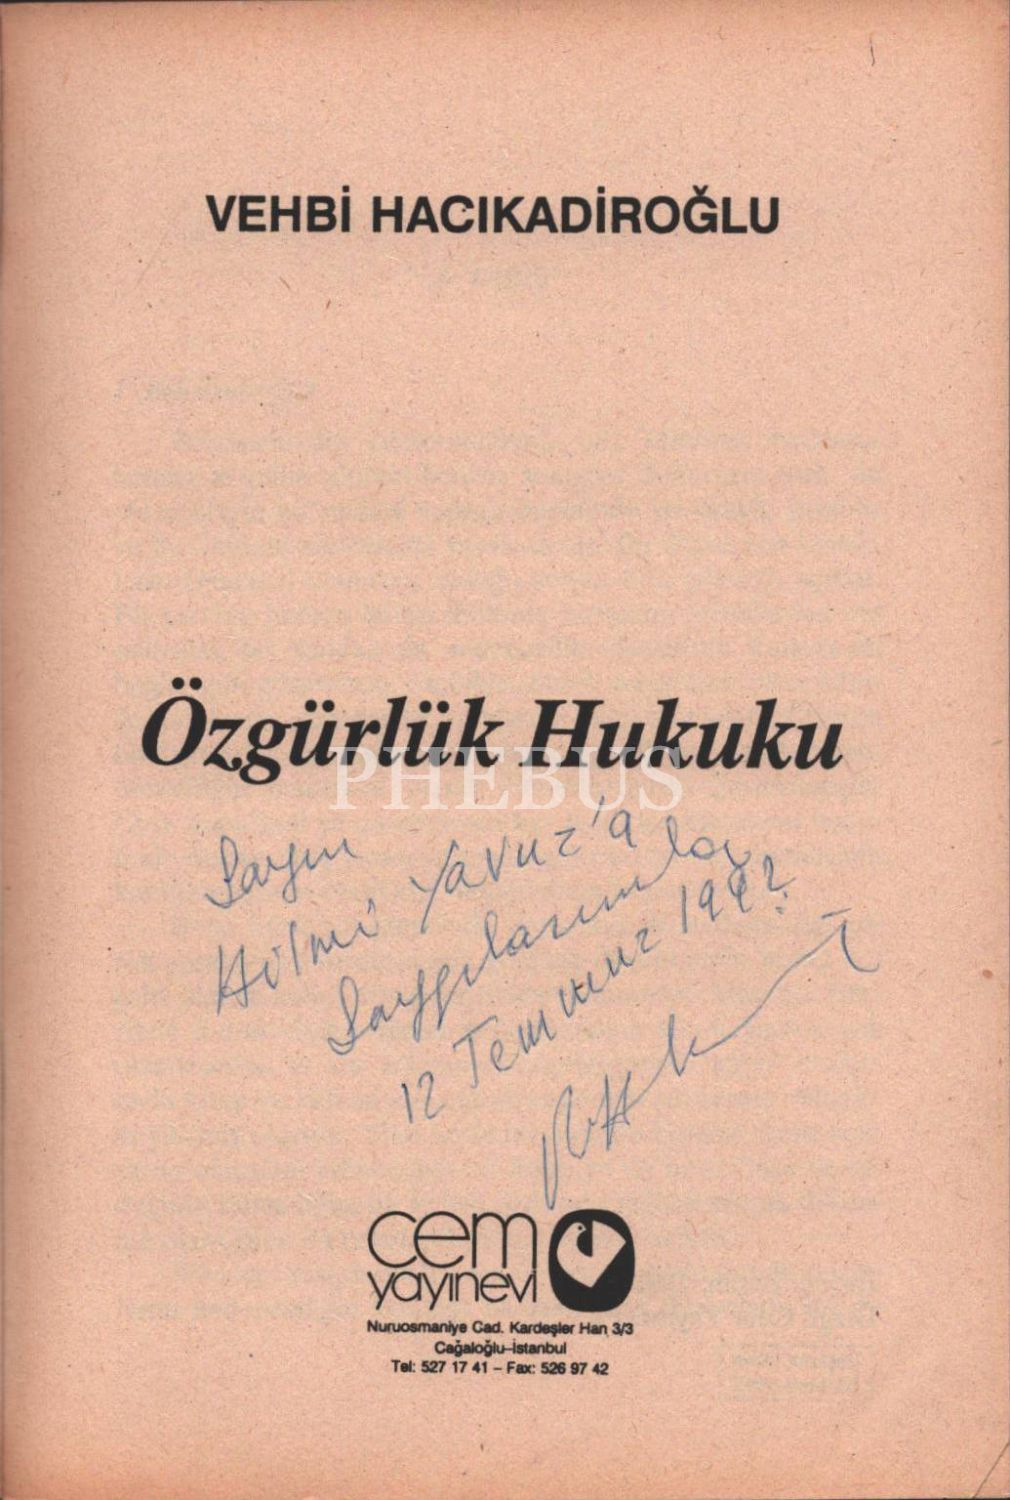 VEHBİ HACIKADİROĞLU
Özgürlük Hukuku
PHEBUS
Sayın
Hilmi Yavuz'a
Saygılarımla
12 Temmuz 1992
cem
yayınevi
Nuruosmaniye Cad. Kardeşler Han 3/3
Cağaloğlu-İstanbul
Tel: 527 17 41 – Fax: 526 97 42